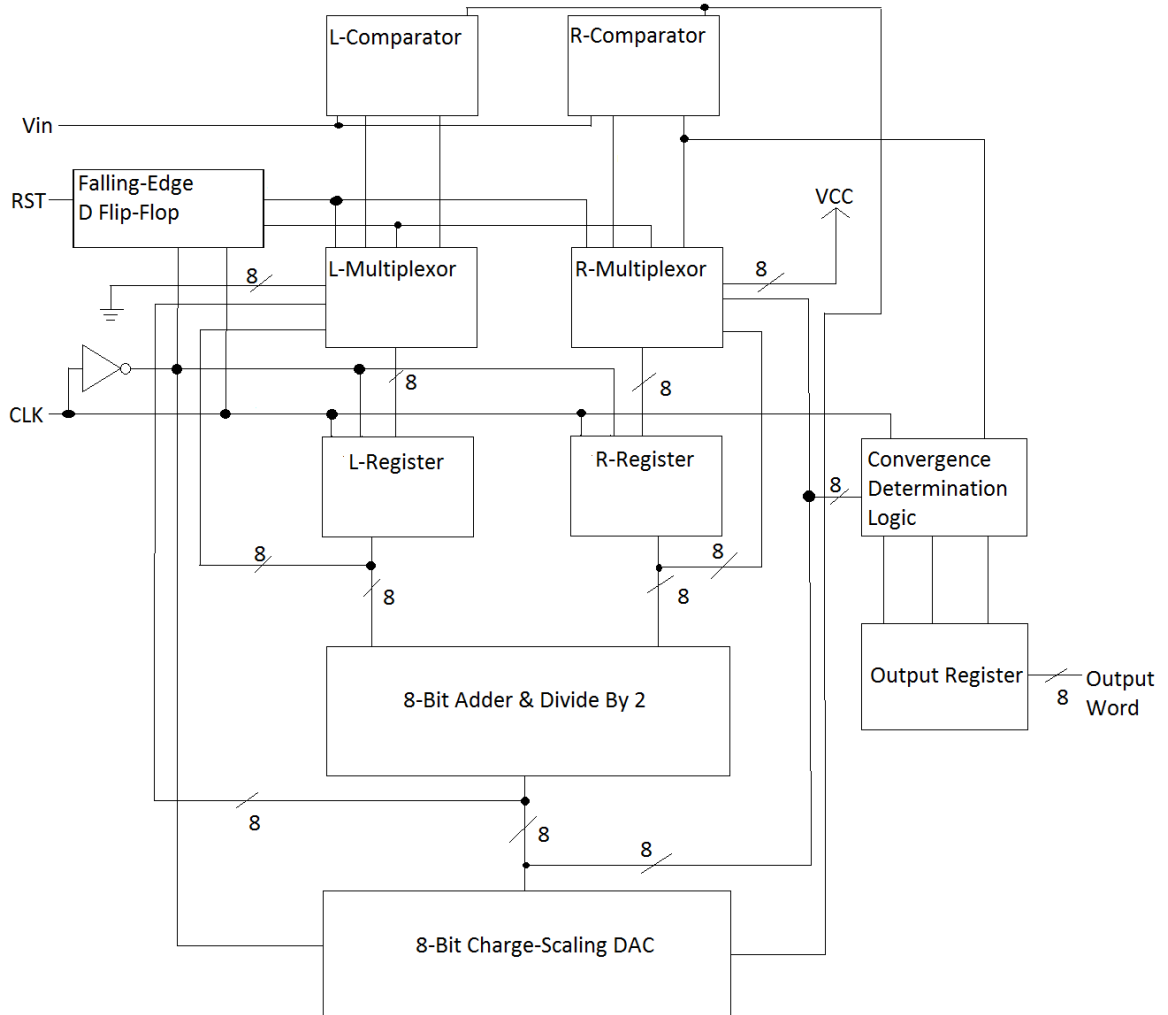 L-Comparator
R-Comparator
Vin
Falling-Edge
D Flip-Flop
RST
VCC
8
L-Multiplexor
R-Multiplexor
8
8
8
CLK
L-Register
R-Register
Convergence
Determination
Logic
8
8
8
8
8
8-Bit Adder & Divide By 2
Output Register
8
Output
Word
8
8
8
8-Bit Charge-Scaling DAC